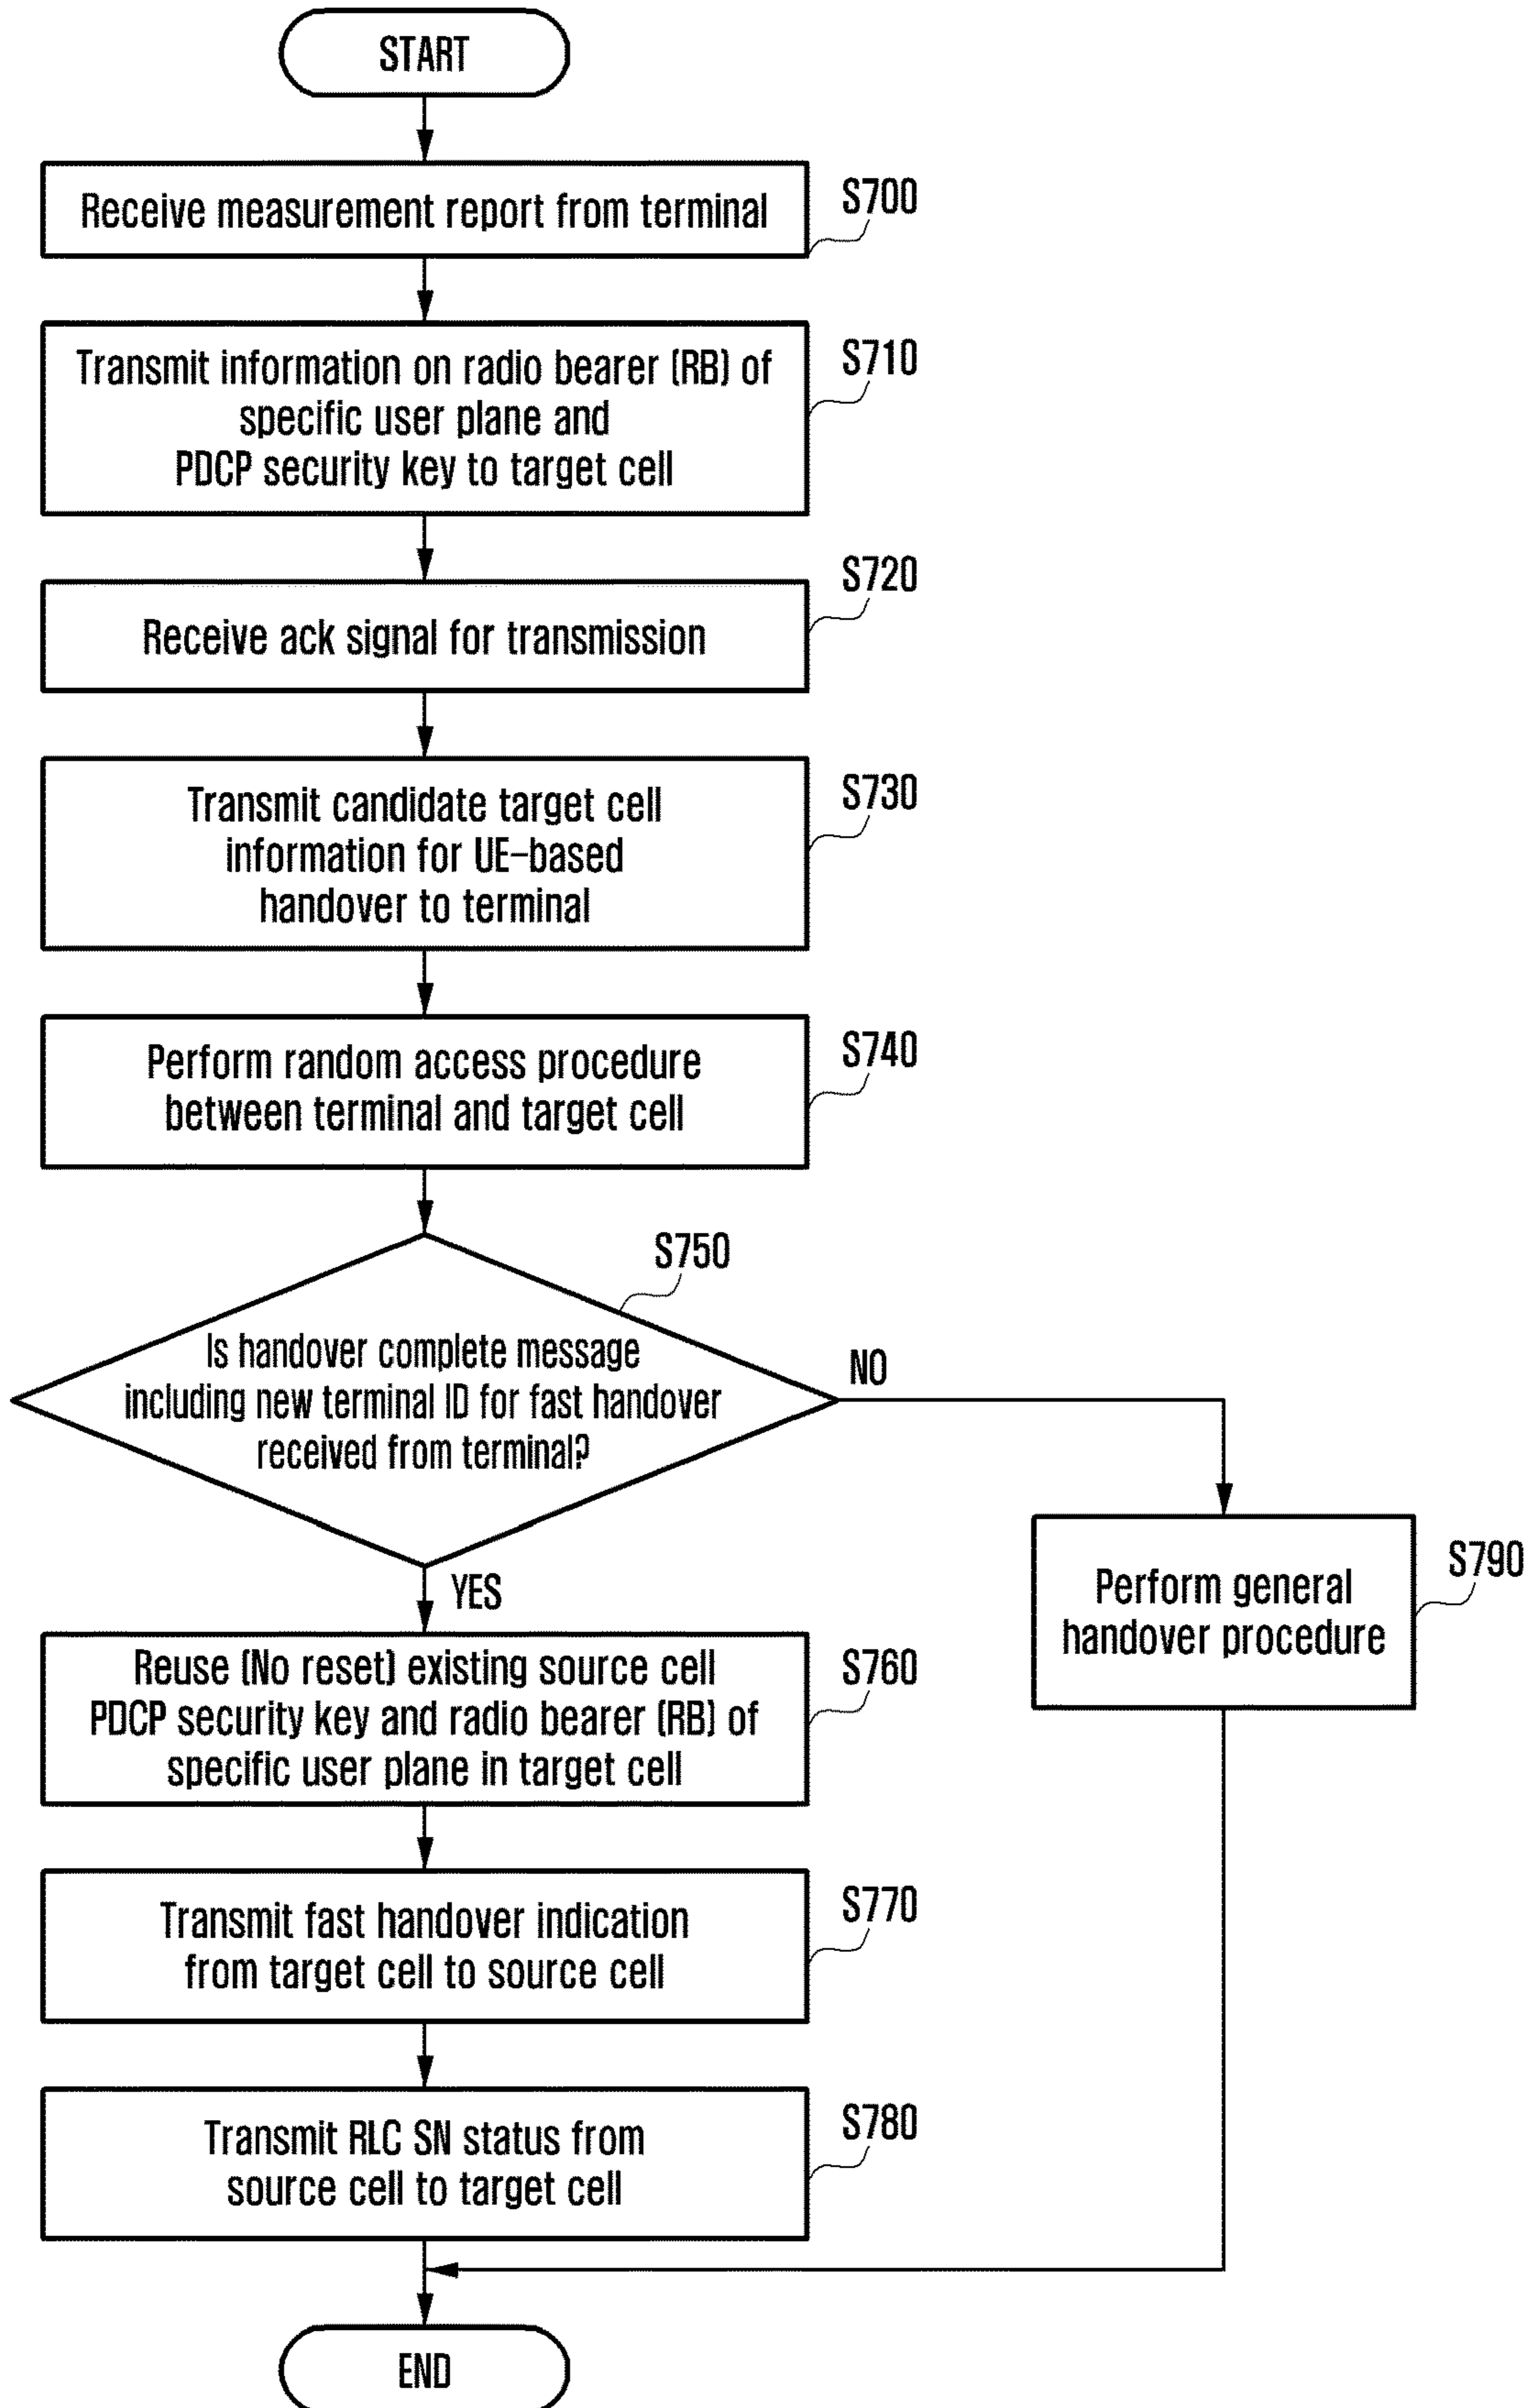 START
Receive measurement report from terminal
S700
Transmit information on radio bearer (RB) of
specific user plane and
PDCP security key to target cell
S710
Receive ack signal for transmission
S720
Transmit candidate target cell
information for UE-based
handover to terminal
S730
Perform random access procedure
between terminal and target cell
S740
S750
Is handover complete message
including new terminal ID for fast handover
received from terminal?
NO
YES
Perform general
handover procedure
S790
Reuse (No reset) existing source cell
PDCP security key and radio bearer (RB) of
specific user plane in target cell
S760
Transmit fast handover indication
from target cell to source cell
S770
Transmit RLC SN status from
source cell to target cell
S780
END